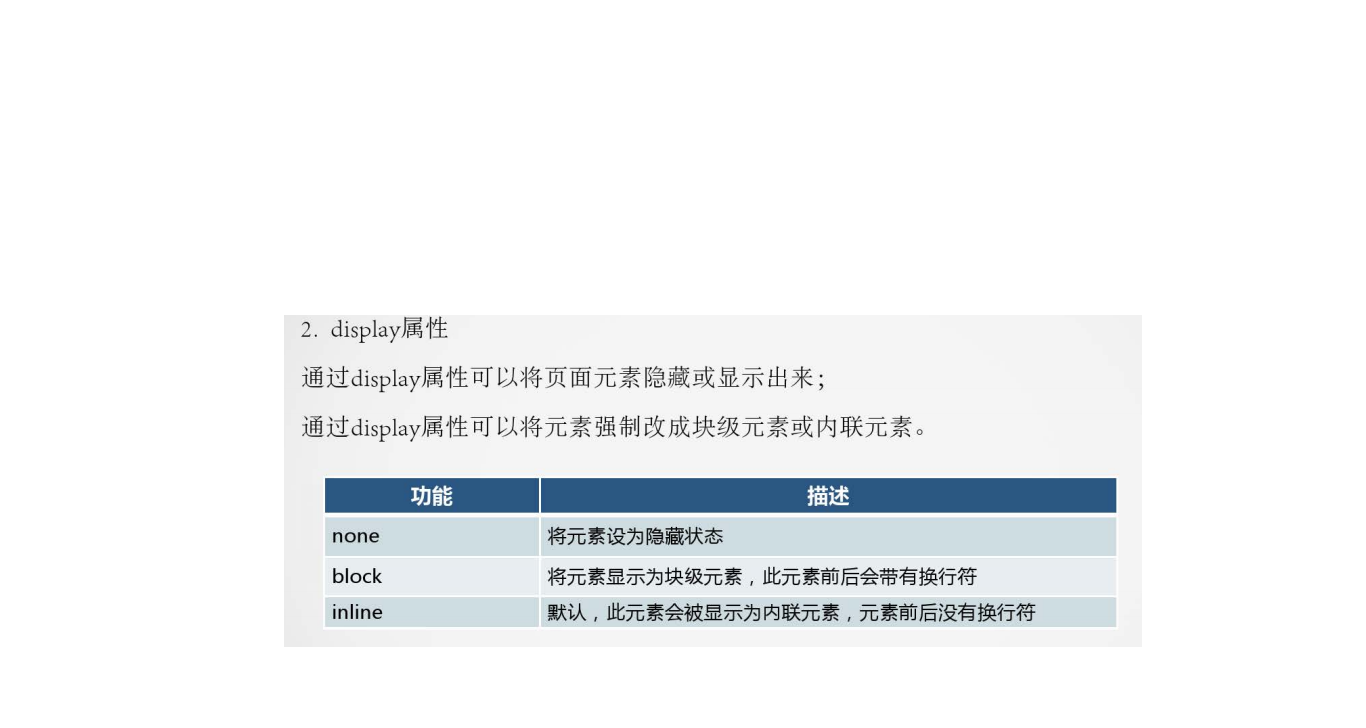 2. display属性
通过display属性可以将页面元素隐藏或显示出来；
通过display属性可以将元素强制改成块级元素或内联元素。
功能 描述
none 将元素设为隐藏状态
block 将元素显示为块级元素，此元素前后会带有换行符
inline 默认，此元素会被显示为内联元素，元素前后没有换行符